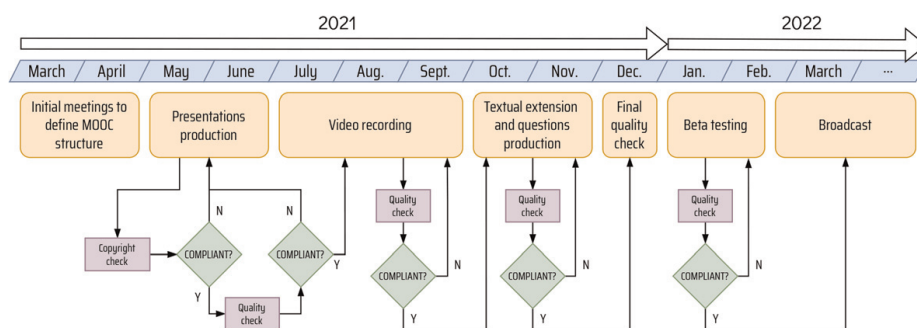 2021
2022
March
April
May
June
July
Aug.
Sept.
Oct.
Nov.
Dec.
Jan.
Feb.
March
...
Initial meetings to
define MOOC
structure
Presentations
production
Video recording
Textual extension
and questions
production
Final
quality
check
Beta testing
Broadcast
Copyright
check
COMPLIANT?
N
Y
Quality
check
COMPLIANT?
N
Y
Quality
check
COMPLIANT?
N
Y
Quality
check
COMPLIANT?
N
Y
Quality
check
COMPLIANT?
N
Y